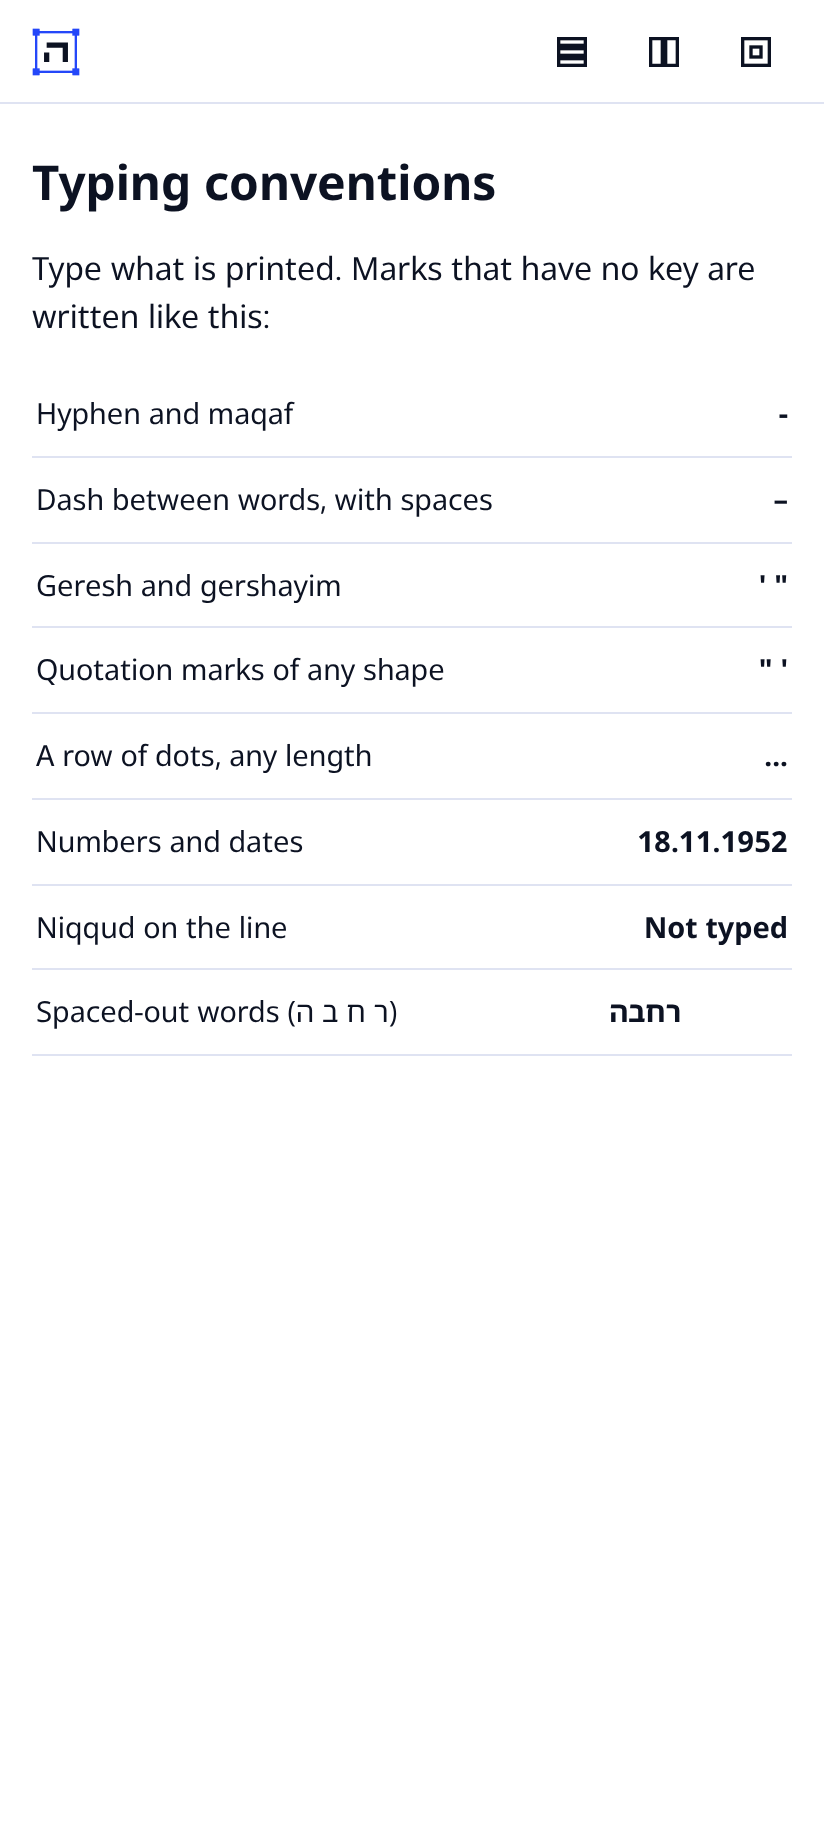 ה
Typing conventions
Type what is printed. Marks that have no key are
written like this:
Hyphen and maqaf -
Dash between words, with spaces –
Geresh and gershayim ' "
Quotation marks of any shape " '
A row of dots, any length ...
Numbers and dates 18.11.1952
Niqqud on the line Not typed
Spaced-out words (ר ח ב ה) רחבה